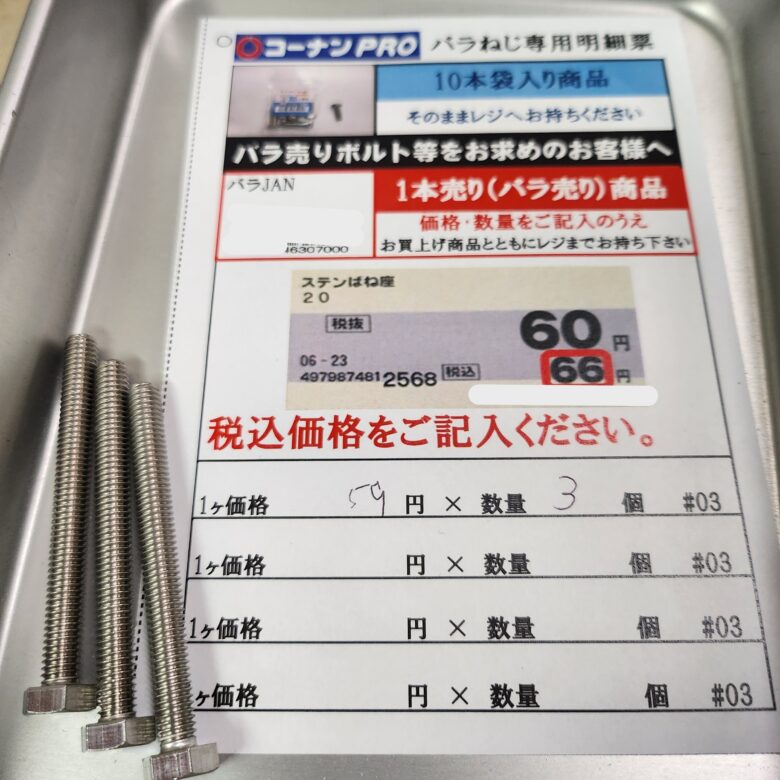 コーナンPRO バラねじ専用明細票
10本袋入り商品
そのままレジへお持ちください
バラ売りボルト等をお求めのお客様へ
バラJAN
46307000
1本売り(バラ売り)商品
価格・数量をご記入のうえ
お買上げ商品とともにレジまでお持ち下さい
ステンばね座
20
税抜 60円
06-23
4979874812568 税込 66円
税込価格をご記入ください。
1ヶ価格 59 円 × 数量 3 個 #03
1ヶ価格 円 × 数量 個 #03
1ヶ価格 円 × 数量 個 #03
ヶ価格 円 × 数量 個 #03